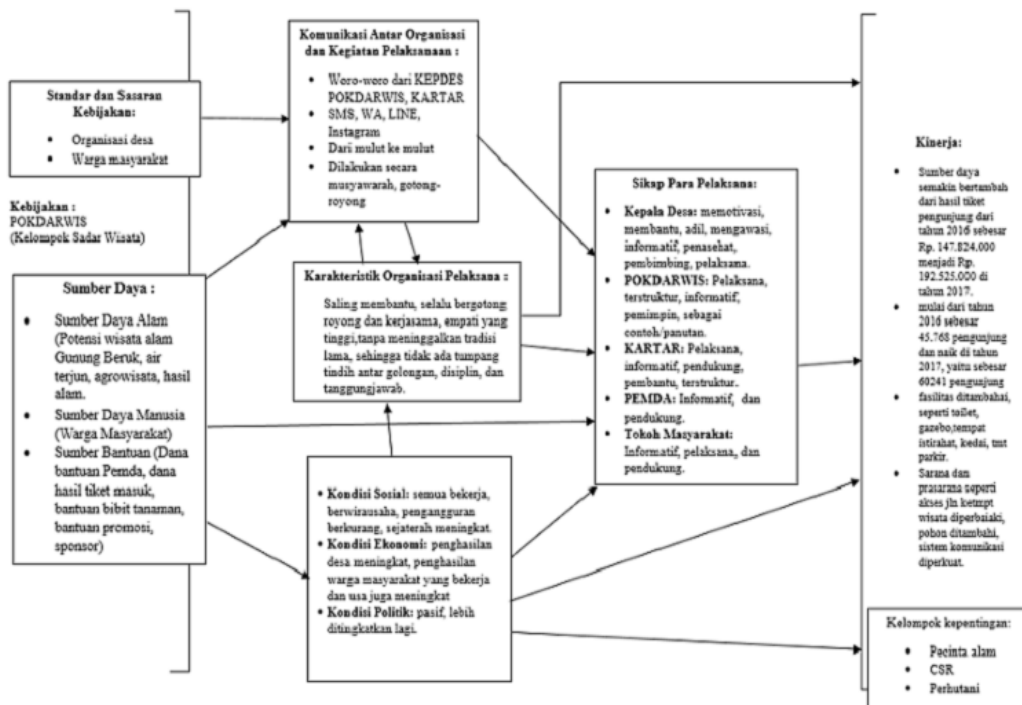 Standar dan Sasaran
Kebijakan:
• Organisasi desa
• Warga masyarakat
Kebijakan :
POKDARWIS
(Kelompok Sadar Wisata)
Sumber Daya :
• Sumber Daya Alam
(Potensi wisata alam
Gunung Beruk, air
terjun, agrowisata, hasil
alam.
• Sumber Daya Manusia
(Warga Masyarakat)
• Sumber Bantuan (Dana
bantuan Pemda, dana
hasil tiket masuk,
bantuan bibit tanaman,
bantuan promosi,
sponsor)
Komunikasi Antar Organisasi
dan Kegiatan Pelaksanaan :
• Woro-woro dari KEPDES
POKDARWIS, KARTAR
• SMS, WA, LINE,
Instagram
• Dari mulut ke mulut
• Dilakukan secara
musyawarah, gotong-
royong
Karakteristik Organisasi Pelaksana :
Saling membantu, selalu bergotong
royong dan kerjasama, empati yang
tinggi,tanpa meninggalkan tradisi
lama, sehingga tidak ada tumpang
tindih antar golongan, disiplin, dan
tanggungjawab.
• Kondisi Sosial: semua bekerja,
berwirausaha, pengangguran
berkurang, sejaterah meningkat.
• Kondisi Ekonomi: penghasilan
desa meningkat, penghasilan
warga masyarakat yang bekerja
dan usa juga meningkat
• Kondisi Politik: pasif, lebih
ditingkatkan lagi.
Sikap Para Pelaksana:
• Kepala Desa: memotivasi,
membantu, adil, mengawasi,
informatif, penasehat,
pembimbing, pelaksana.
• POKDARWIS: Pelaksana,
terstruktur, informatif,
pemimpin, sebagai
contoh/panutan.
• KARTAR: Pelaksana,
informatif, pendukung,
pembantu, terstruktur.
• PEMDA: Informatif, dan
pendukung.
• Tokoh Masyarakat:
Informatif, pelaksana, dan
pendukung.
Kinerja:
• Sumber daya
semakin bertambah
dari hasil tiket
pengunjung dari
tahun 2016 sebesar
Rp. 147.824.000
menjadi Rp.
192.525.000 di
tahun 2017.
• mulai dari tahun
2016 sebesar
45.768 pengunjung
dan naik di tahun
2017, yaitu sebesar
60241 pengunjung
• fasilitas ditambahai,
seperti toilet,
gazebo,tempat
istirahat, kedai, tmt
parkir.
• Sarana dan
prasarana seperti
akses jln ketmpt
wisata diperbaiaki,
pohon ditambahi,
sistem komunikasi
diperkuat.
Kelompok kepentingan:
• Pecinta alam
• CSR
• Perhutani